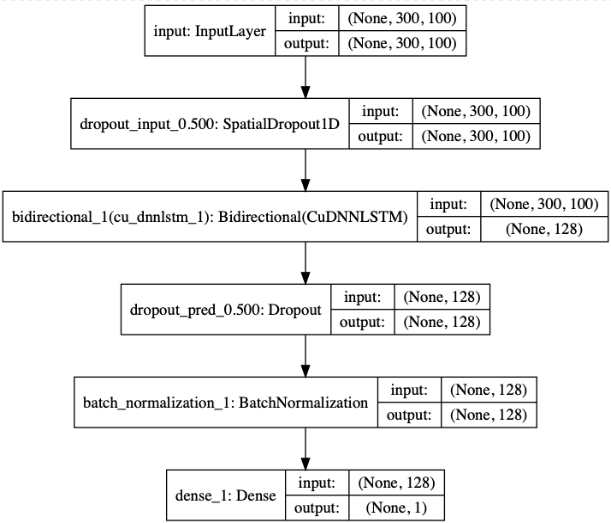 input: InputLayer
input: (None, 300, 100)
output: (None, 300, 100)
dropout_input_0.500: SpatialDropout1D
input: (None, 300, 100)
output: (None, 300, 100)
bidirectional_1(cu_dnnlstm_1): Bidirectional(CuDNNLSTM)
input: (None, 300, 100)
output: (None, 128)
dropout_pred_0.500: Dropout
input: (None, 128)
output: (None, 128)
batch_normalization_1: BatchNormalization
input: (None, 128)
output: (None, 128)
dense_1: Dense
input: (None, 128)
output: (None, 1)